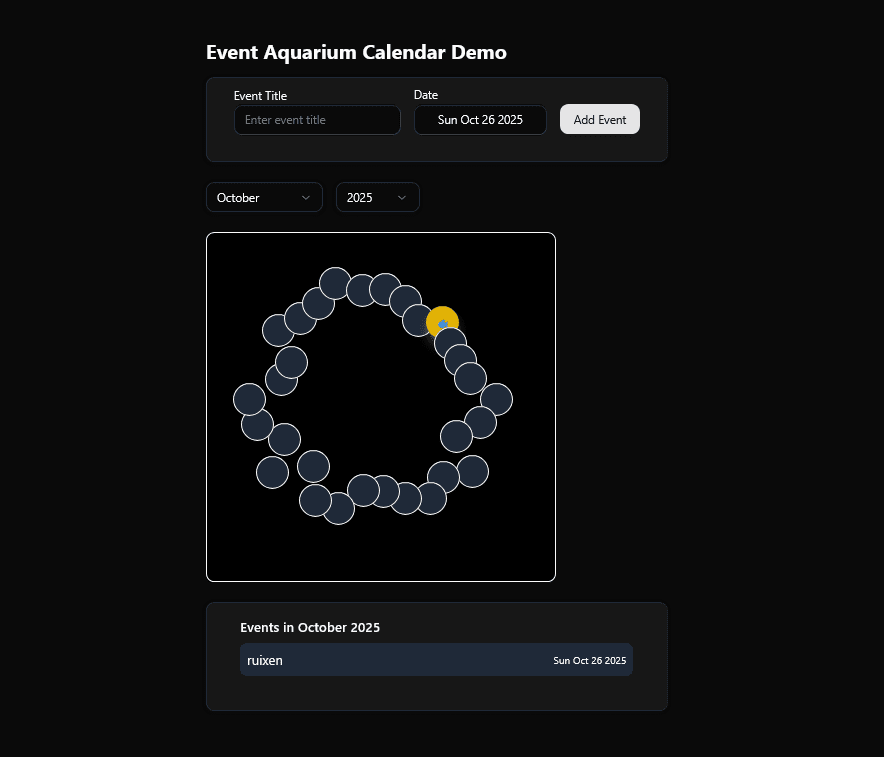 Event Aquarium Calendar Demo
Event Title
Date
Enter event title
Sun Oct 26 2025
Add Event
October
2025
Events in October 2025
ruixen
Sun Oct 26 2025